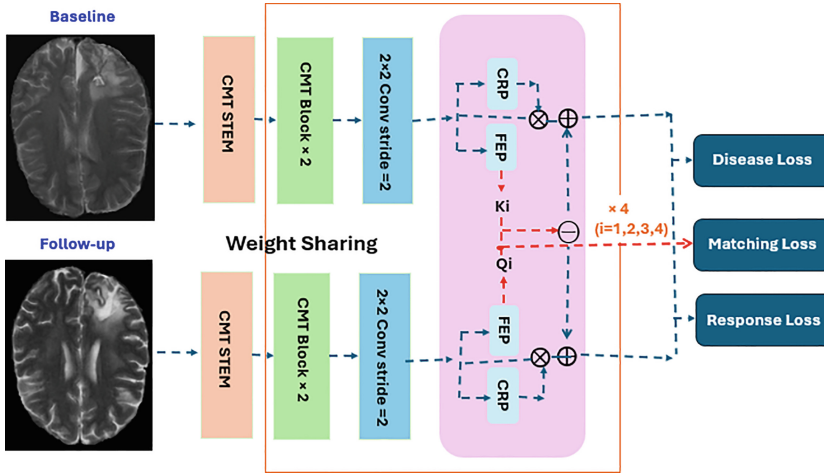 Baseline
CMT STEM
CMT Block × 2
2×2 Conv stride =2
CRP
FEP
Ki
Disease Loss
× 4
(i=1,2,3,4)
Matching Loss
Follow-up
Weight Sharing
Qi
CMT STEM
CMT Block × 2
2×2 Conv stride =2
FEP
CRP
Response Loss